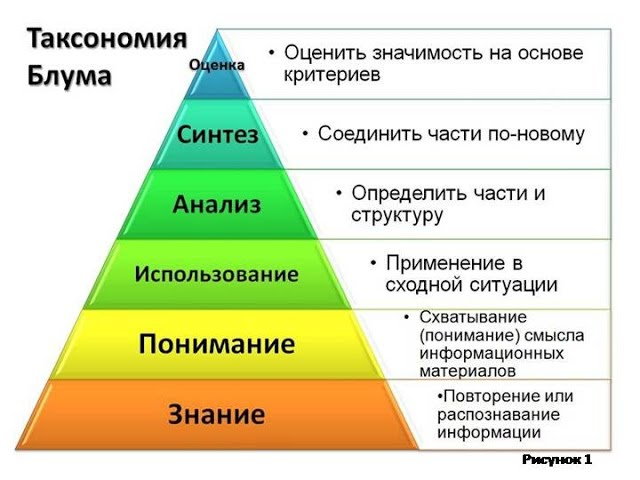 Таксономия
Блума
Оценка
• Оценить значимость на основе
критериев
Синтез
• Соединить части по-новому
Анализ
• Определить части и
структуру
Использование
• Применение в
сходной ситуации
Понимание
• Схватывание
(понимание) смысла
информационных
материалов
Знание
•Повторение или
распознавание
информации
Рисунок 1